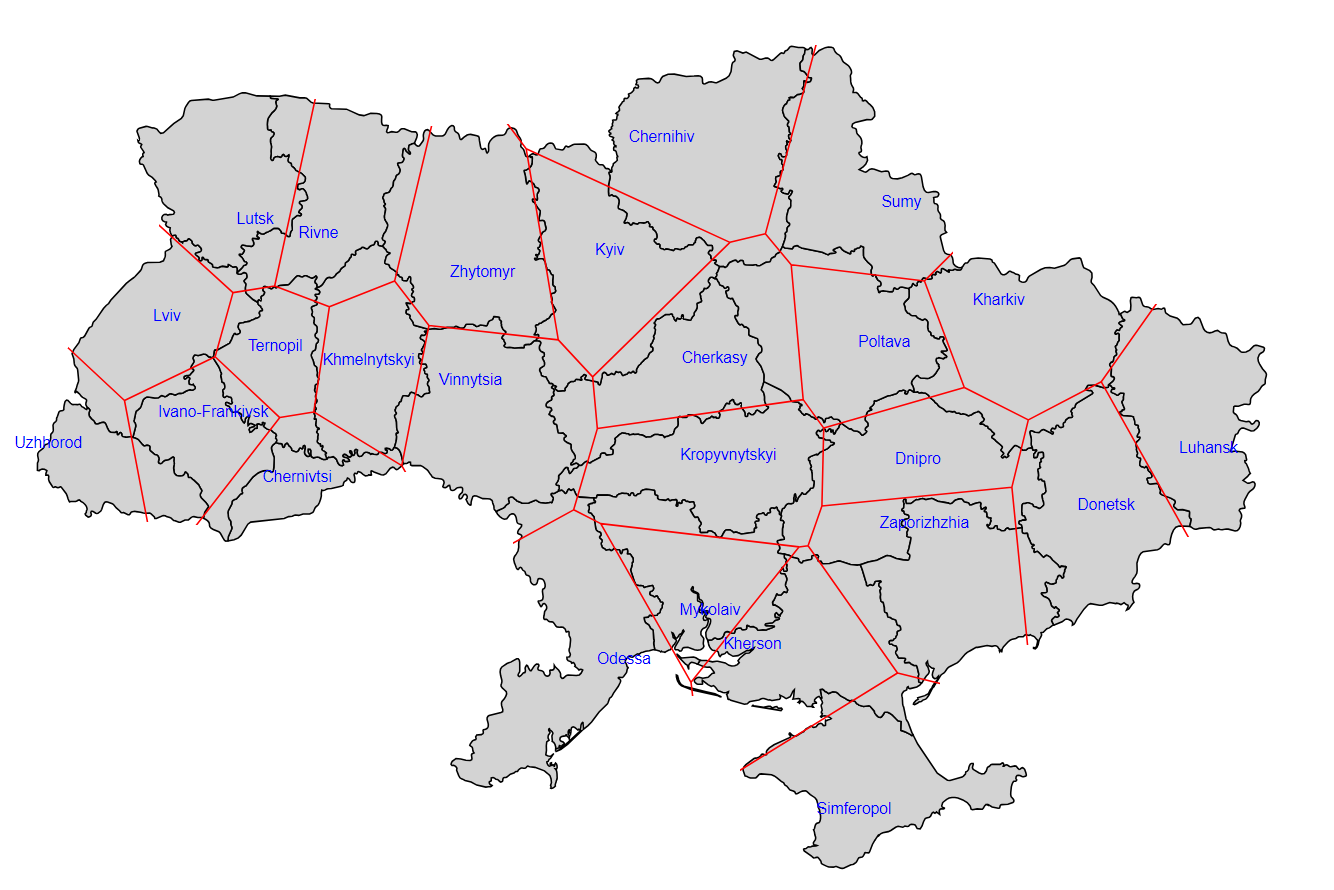 Chernihiv
Sumy
Lutsk
Rivne
Kyiv
Zhytomyr
Kharkiv
Lviv
Ternopil
Poltava
Khmelnytskyi
Cherkasy
Vinnytsia
Ivano-Frankivsk
Uzhhorod
Luhansk
Kropyvnytskyi
Dnipro
Chernivtsi
Donetsk
Zaporizhzhia
Mykolaiv
Kherson
Odessa
Simferopol